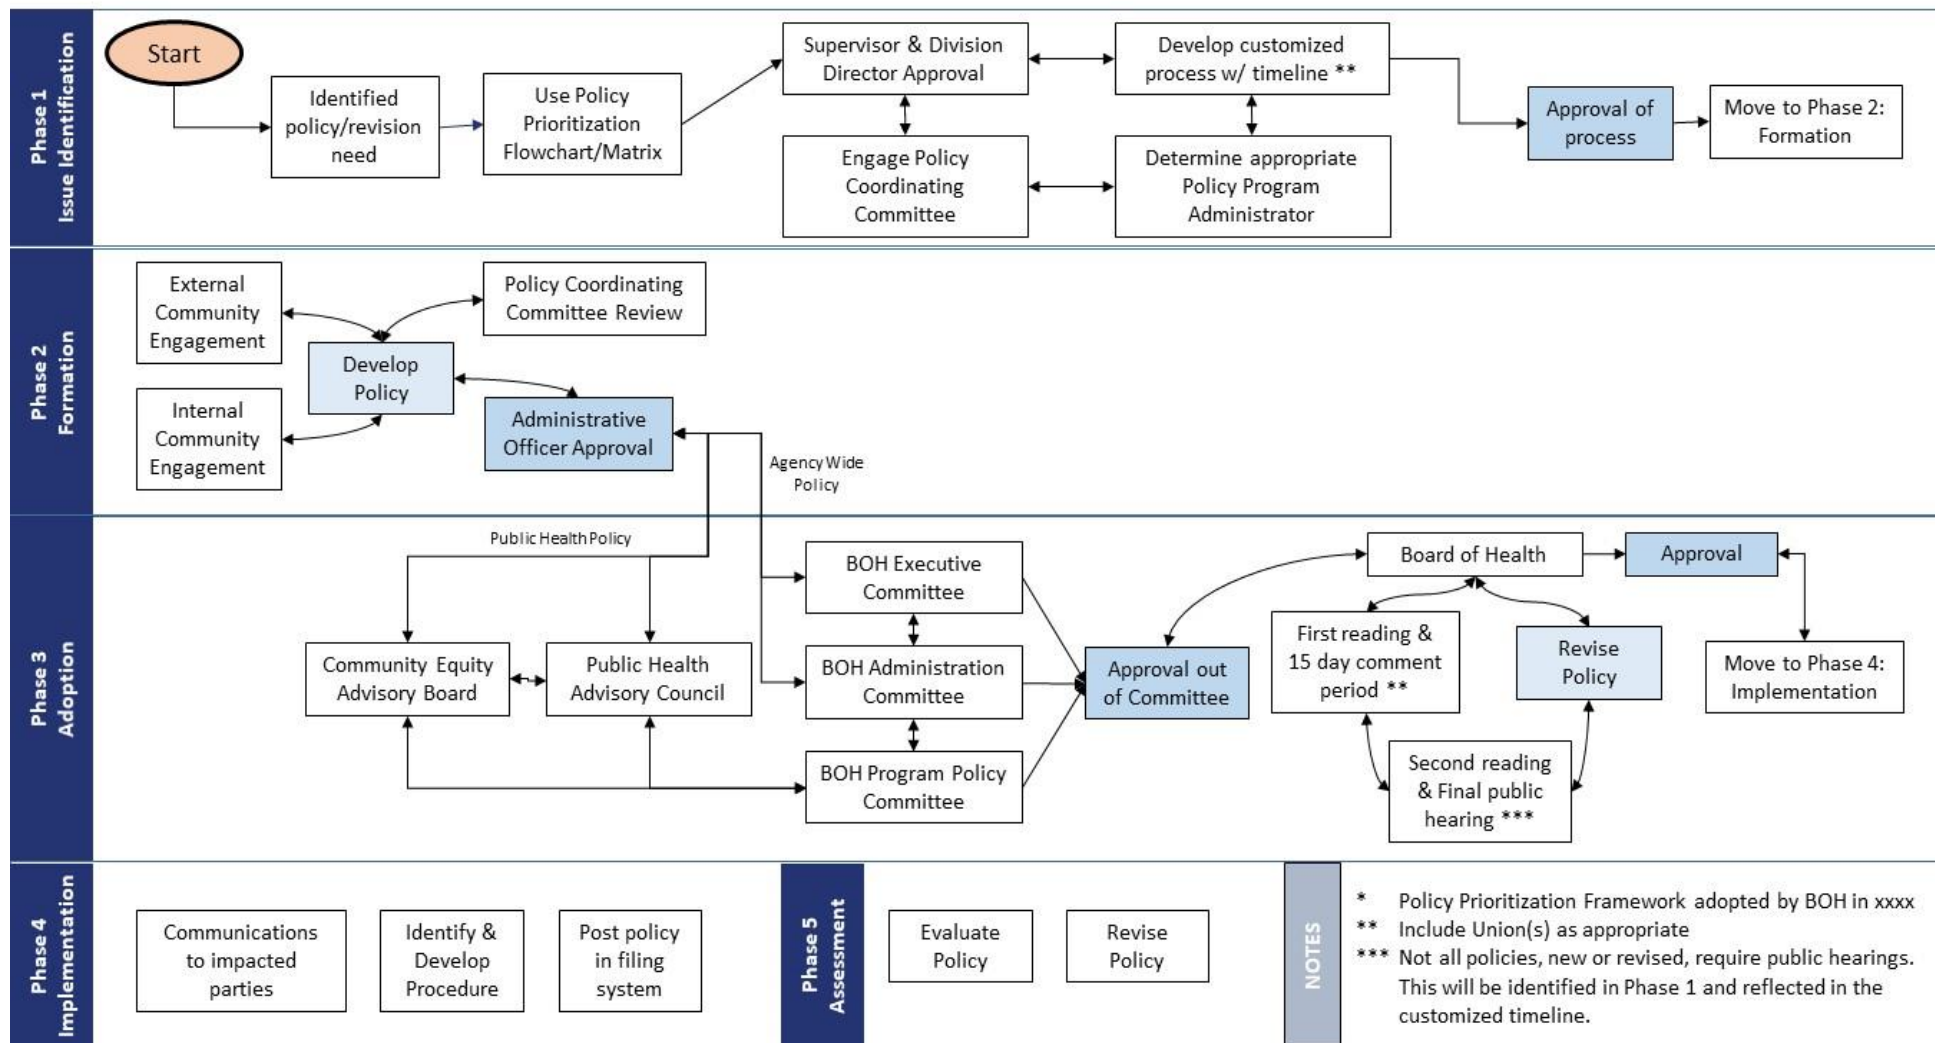 Phase 1
Issue Identification
Start
Identified
policy/revision
need
Use Policy
Prioritization
Flowchart/Matrix
Supervisor & Division
Director Approval
Develop customized
process w/ timeline **
Engage Policy
Coordinating
Committee
Determine appropriate
Policy Program
Administrator
Approval of
process
Move to Phase 2:
Formation
Phase 2
Formation
External
Community
Engagement
Policy Coordinating
Committee Review
Develop
Policy
Internal
Community
Engagement
Administrative
Officer Approval
Agency Wide
Policy
Phase 3
Adoption
Public Health Policy
Community Equity
Advisory Board
Public Health
Advisory Council
BOH Executive
Committee
BOH Administration
Committee
BOH Program Policy
Committee
Approval out
of Committee
Board of Health
Approval
First reading &
15 day comment
period **
Revise
Policy
Second reading
& Final public
hearing ***
Move to Phase 4:
Implementation
Phase 4
Implementation
Communications
to impacted
parties
Identify &
Develop
Procedure
Post policy
in filing
system
Phase 5
Assessment
Evaluate
Policy
Revise
Policy
NOTES
* Policy Prioritization Framework adopted by BOH in xxxx
** Include Union(s) as appropriate
*** Not all policies, new or revised, require public hearings.
This will be identified in Phase 1 and reflected in the
customized timeline.